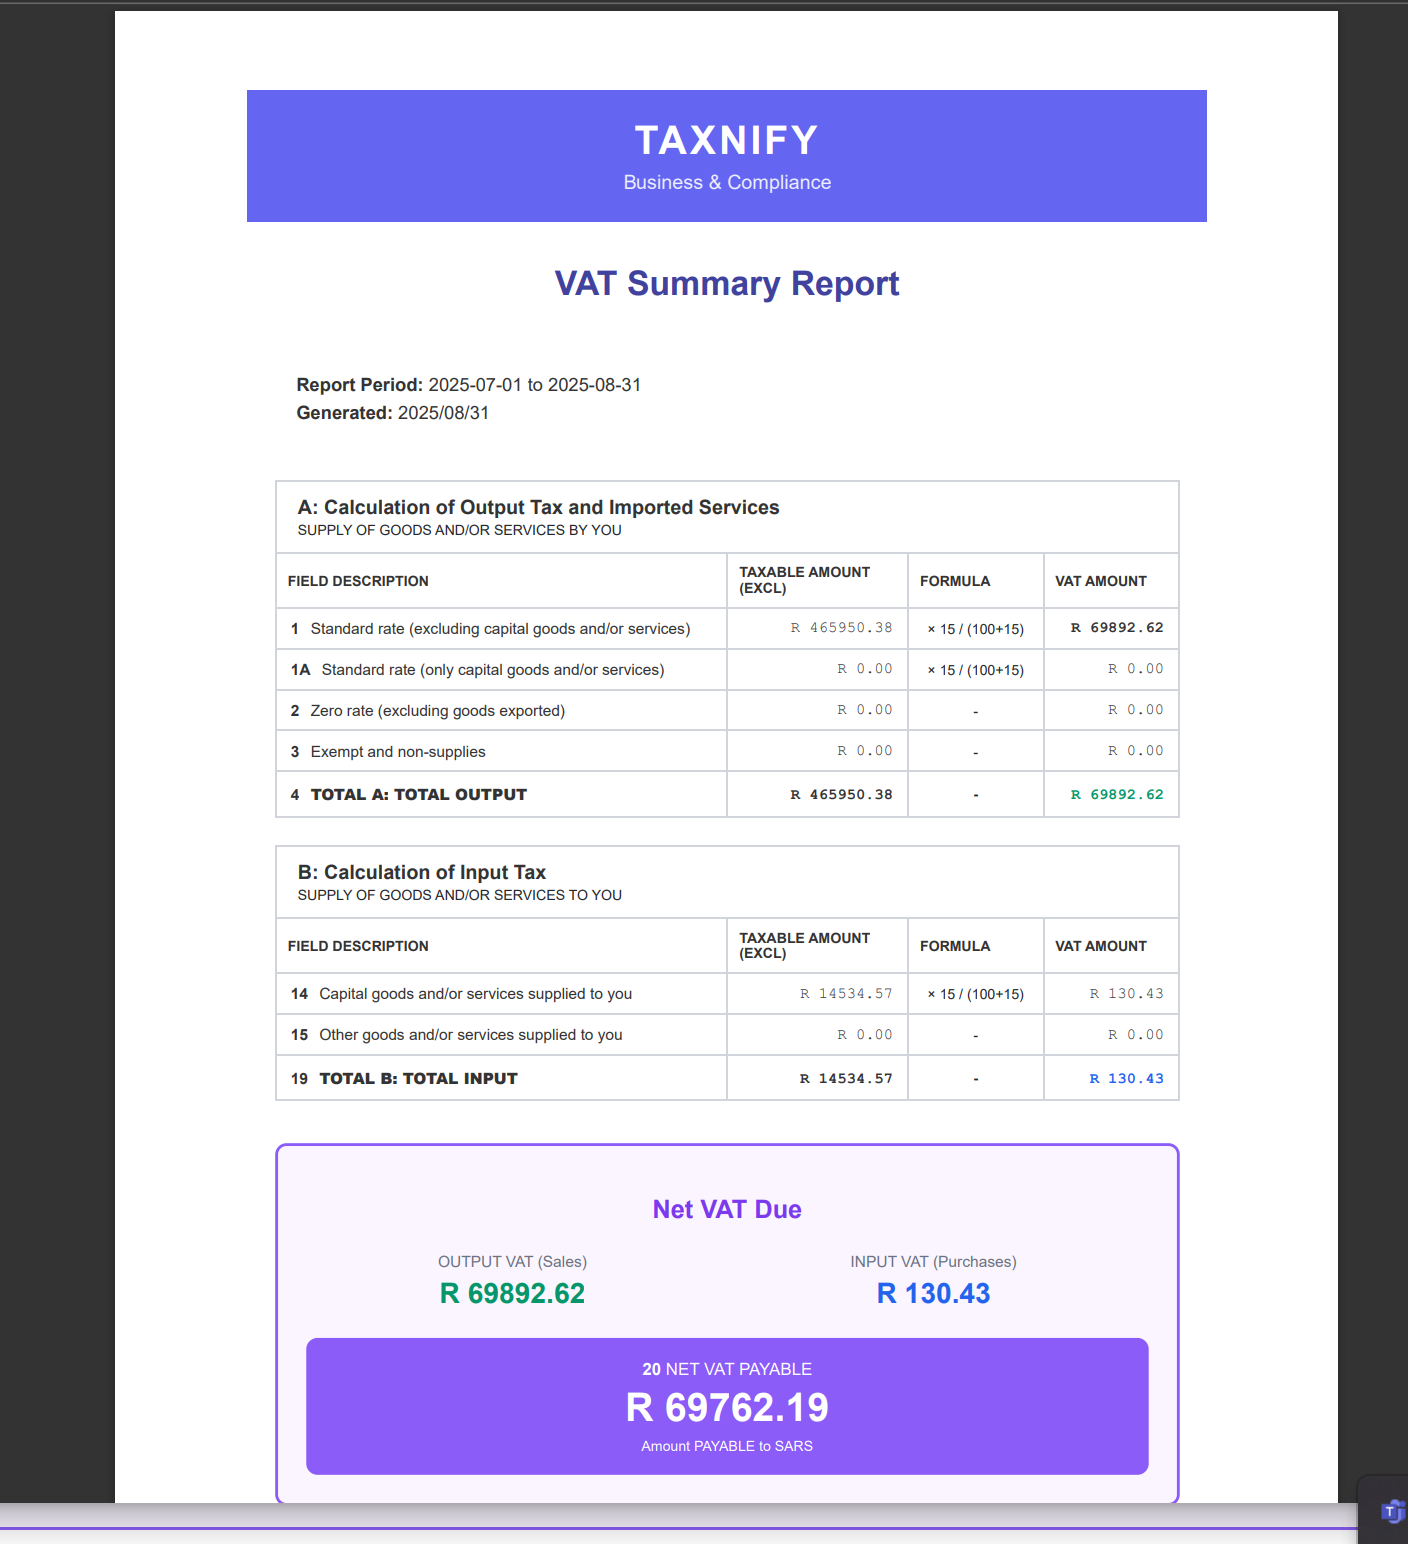 TAXNIFY
Business & Compliance
VAT Summary Report
Report Period: 2025-07-01 to 2025-08-31
Generated: 2025/08/31
A: Calculation of Output Tax and Imported Services
SUPPLY OF GOODS AND/OR SERVICES BY YOU
FIELD DESCRIPTION TAXABLE AMOUNT (EXCL) FORMULA VAT AMOUNT
1 Standard rate (excluding capital goods and/or services) R 465950.38 × 15 / (100+15) R 69892.62
1A Standard rate (only capital goods and/or services) R 0.00 × 15 / (100+15) R 0.00
2 Zero rate (excluding goods exported) R 0.00 - R 0.00
3 Exempt and non-supplies R 0.00 - R 0.00
4 TOTAL A: TOTAL OUTPUT R 465950.38 - R 69892.62
B: Calculation of Input Tax
SUPPLY OF GOODS AND/OR SERVICES TO YOU
FIELD DESCRIPTION TAXABLE AMOUNT (EXCL) FORMULA VAT AMOUNT
14 Capital goods and/or services supplied to you R 14534.57 × 15 / (100+15) R 130.43
15 Other goods and/or services supplied to you R 0.00 - R 0.00
19 TOTAL B: TOTAL INPUT R 14534.57 - R 130.43
Net VAT Due
OUTPUT VAT (Sales) INPUT VAT (Purchases)
R 69892.62 R 130.43
20 NET VAT PAYABLE
R 69762.19
Amount PAYABLE to SARS
T